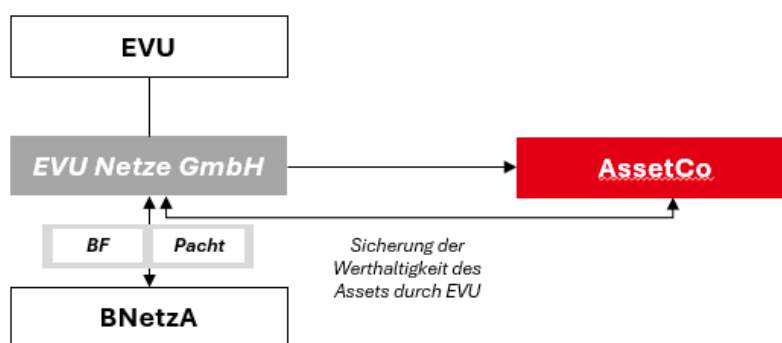 EVU
EVU Netze GmbH
AssetCo
BF
Pacht
Sicherung der
Werthaltigkeit des
Assets durch EVU
BNetzA